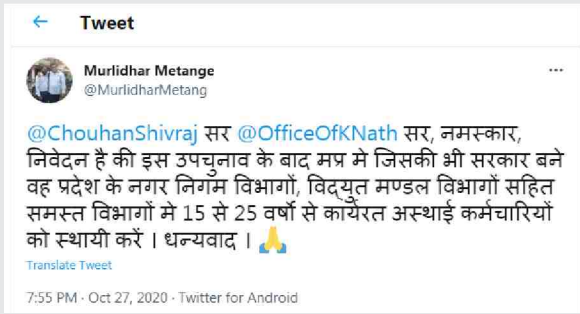 ← Tweet
Murlidhar Metange
@MurlidharMetang
@ChouhanShivraj सर @OfficeOfKNath सर, नमस्कार,
निवेदन है की इस उपचुनाव के बाद मप्र मे जिसकी भी सरकार बने
वह प्रदेश के नगर निगम विभागों, विद्युत मण्डल विभागों सहित
समस्त विभागों मे 15 से 25 वर्षो से कार्यरत अस्थाई कर्मचारियों
को स्थायी करें । धन्यवाद । 🙏
Translate Tweet
7:55 PM · Oct 27, 2020 · Twitter for Android